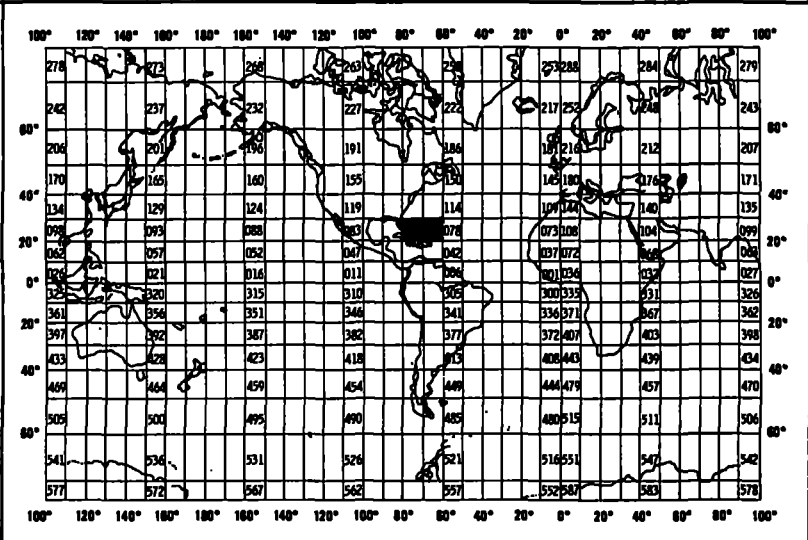 100° 120° 140° 160° 180° 160° 140° 120° 100° 80° 60° 40° 20° 0° 20° 40° 60° 80° 100°
278 273 268 263 258 253 288 284 279
242 237 232 227 222 217 252 248 243
60° 60°
206 201 196 191 186 181 216 212 207
170 165 160 155 150 145 180 176 171
40° 40°
134 129 124 119 114 109 144 140 135
098 093 088 083 078 073 108 104 099
20° 20°
062 057 052 047 042 037 072 068 063
026 021 016 011 006 001 036 032 027
0° 0°
325 320 315 310 305 300 335 331 326
361 356 351 346 341 336 371 367 362
20° 20°
397 392 387 382 377 372 407 403 398
433 428 423 418 413 408 443 439 434
40° 40°
469 464 459 454 449 444 479 457 470
505 500 495 490 485 480 515 511 506
60° 60°
541 536 531 526 521 516 551 547 542
577 572 567 562 557 552 587 583 578
100° 120° 140° 160° 180° 160° 140° 120° 100° 80° 60° 40° 20° 0° 20° 40° 60° 80° 100°